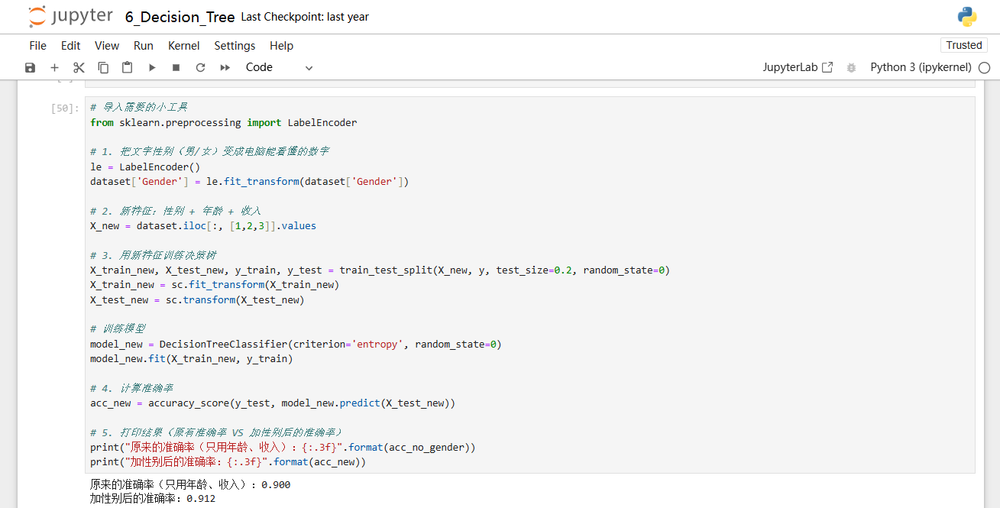 jupyter 6_Decision_Tree Last Checkpoint: last year
File Edit View Run Kernel Settings Help
Trusted
Code
JupyterLab
Python 3 (ipykernel)
[50]:
# 导入需要的小工具
from sklearn.preprocessing import LabelEncoder
# 1. 把文字性别（男/女）变成电脑能看懂的数字
le = LabelEncoder()
dataset['Gender'] = le.fit_transform(dataset['Gender'])
# 2. 新特征：性别 + 年龄 + 收入
X_new = dataset.iloc[:, [1,2,3]].values
# 3. 用新特征训练决策树
X_train_new, X_test_new, y_train, y_test = train_test_split(X_new, y, test_size=0.2, random_state=0)
X_train_new = sc.fit_transform(X_train_new)
X_test_new = sc.transform(X_test_new)
# 训练模型
model_new = DecisionTreeClassifier(criterion='entropy', random_state=0)
model_new.fit(X_train_new, y_train)
# 4. 计算准确率
acc_new = accuracy_score(y_test, model_new.predict(X_test_new))
# 5. 打印结果（原有准确率 VS 加性别后的准确率）
print("原来的准确率（只用年龄、收入）：{:.3f}".format(acc_no_gender))
print("加性别后的准确率：{:.3f}".format(acc_new))
原来的准确率（只用年龄、收入）：0.900
加性别后的准确率：0.912